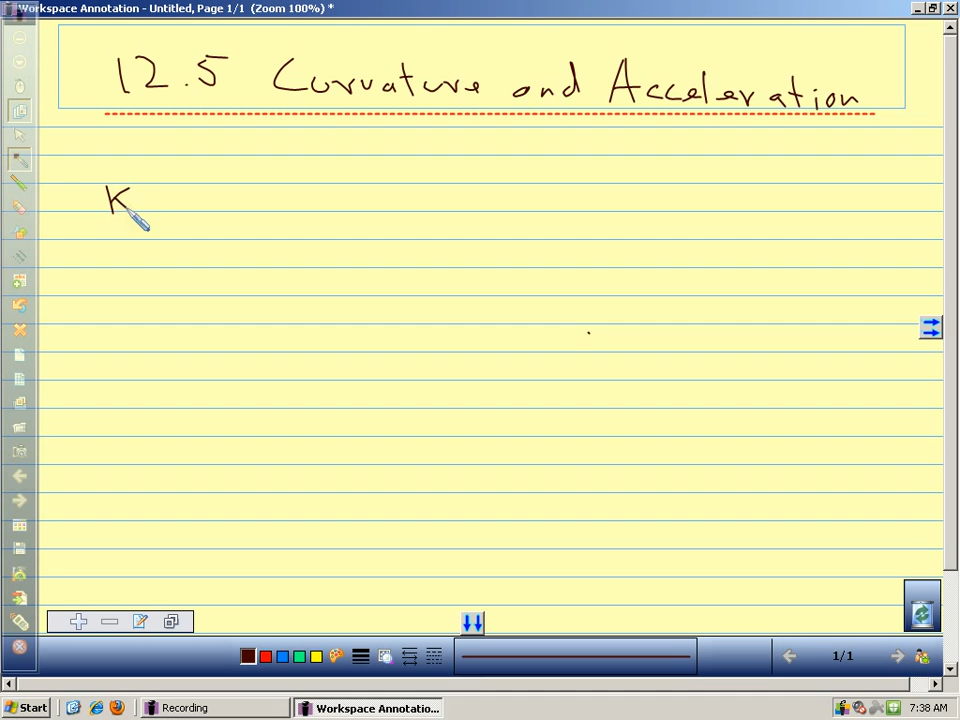 Workspace Annotation - Untitled, Page 1/1 (Zoom 100%) *
12.5 Curvature and Acceleration
K
1/1
Start
Recording
Workspace Annotatio...
7:38 AM